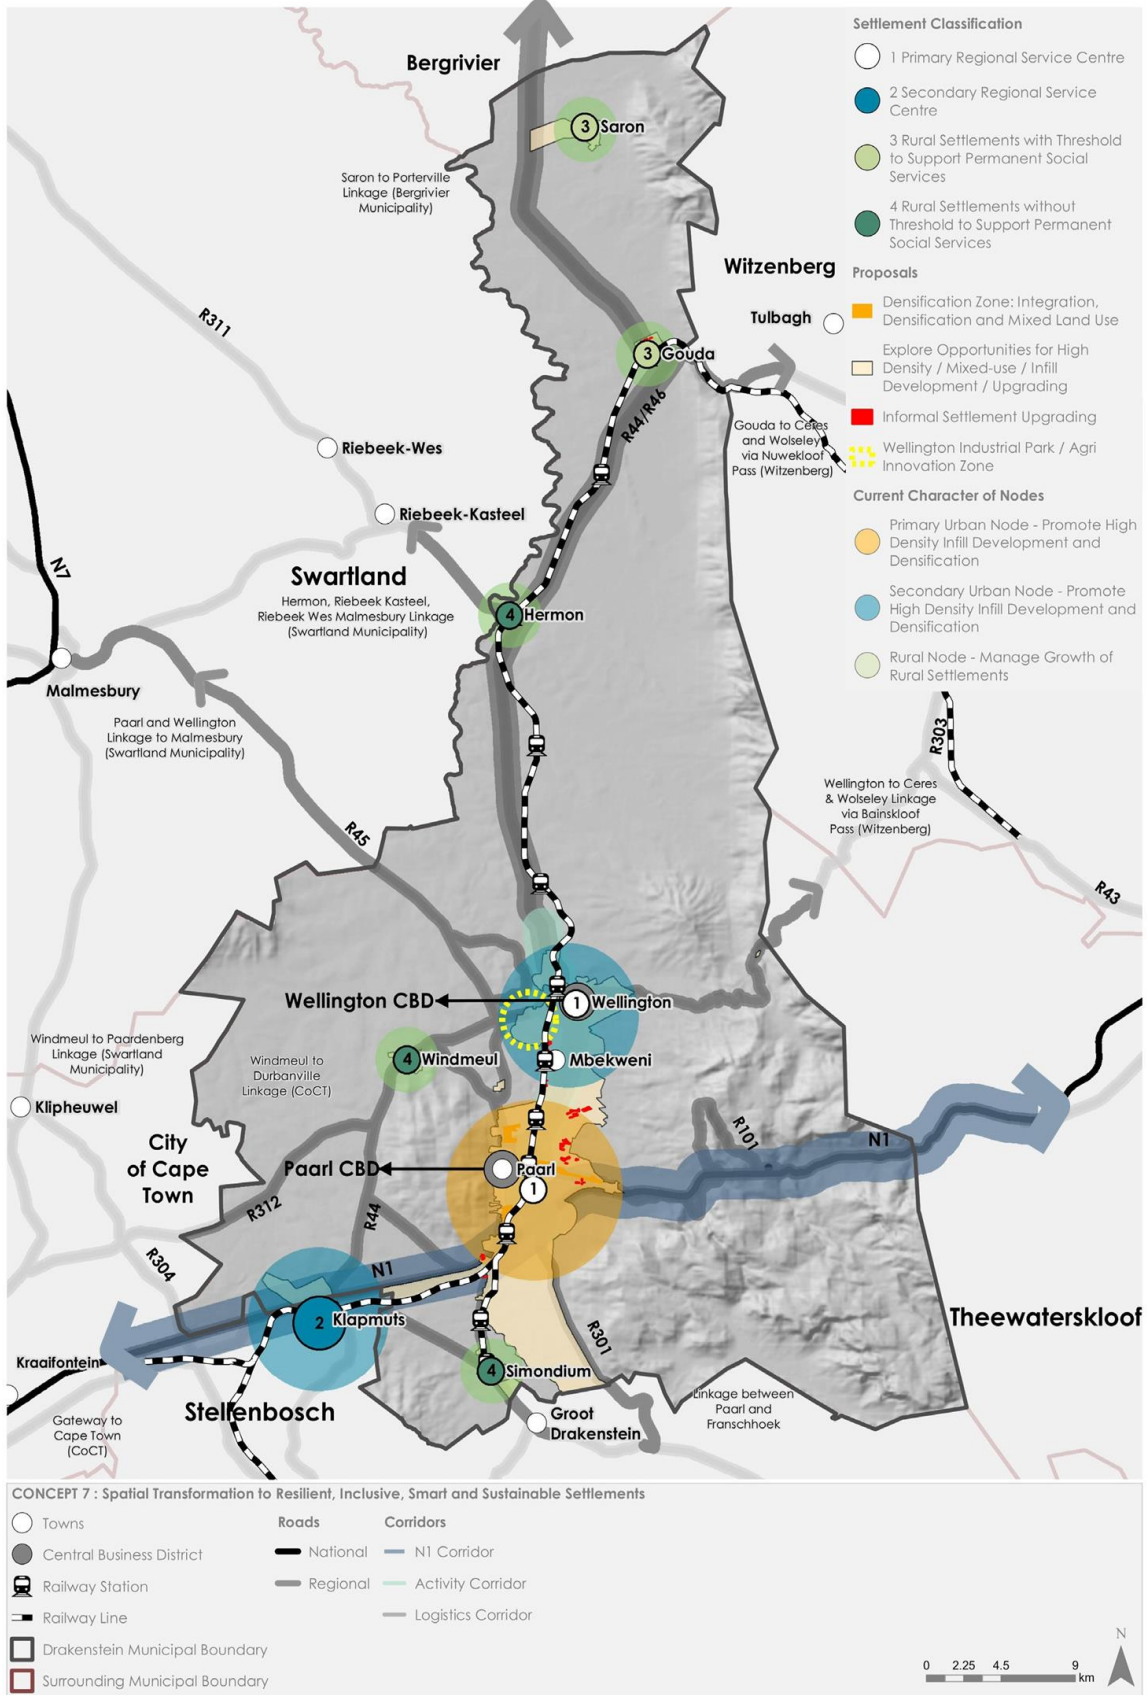 Bergrivier
3 Saron
Saron to Porterville
Linkage (Bergrivier
Municipality)
Witzenberg
Tulbagh
R311
3 Gouda
R44/R46
Gouda to Ceres
and Wolseley
via Nuwekloof
Pass (Witzenberg)
Riebeek-Wes
Riebeek-Kasteel
N7
Swartland
Hermon, Riebeek Kasteel,
Riebeek Wes Malmesbury Linkage
(Swartland Municipality)
4 Hermon
Malmesbury
Paarl and Wellington
Linkage to Malmesbury
(Swartland Municipality)
R303
Wellington to Ceres
& Wolseley Linkage
via Bainskloof
Pass (Witzenberg)
R45
R43
Wellington CBD
1 Wellington
Windmeul to Paardenberg
Linkage (Swartland
Municipality)
Windmeul to
Durbanville
Linkage (CoCT)
4 Windmeul
Mbekweni
Klipheuwel
City
of Cape
Town
R101
N1
Paarl CBD
Paarl
1
R312
R44
R304
N1
2 Klapmuts
Kraaifontein
Theewaterskloof
R301
4 Simondium
Stellenbosch
Gateway to
Cape Town
(CoCT)
Groot
Drakenstein
Linkage between
Paarl and
Franschhoek
Settlement Classification
1 Primary Regional Service Centre
2 Secondary Regional Service
Centre
3 Rural Settlements with Threshold
to Support Permanent Social
Services
4 Rural Settlements without
Threshold to Support Permanent
Social Services
Proposals
Densification Zone: Integration,
Densification and Mixed Land Use
Explore Opportunities for High
Density / Mixed-use / Infill
Development / Upgrading
Informal Settlement Upgrading
Wellington Industrial Park / Agri
Innovation Zone
Current Character of Nodes
Primary Urban Node - Promote High
Density Infill Development and
Densification
Secondary Urban Node - Promote
High Density Infill Development and
Densification
Rural Node - Manage Growth of
Rural Settlements
CONCEPT 7 : Spatial Transformation to Resilient, Inclusive, Smart and Sustainable Settlements
Towns
Central Business District
Railway Station
Railway Line
Drakenstein Municipal Boundary
Surrounding Municipal Boundary
Roads
National
Regional
Corridors
N1 Corridor
Activity Corridor
Logistics Corridor
N
0 2.25 4.5 9
km